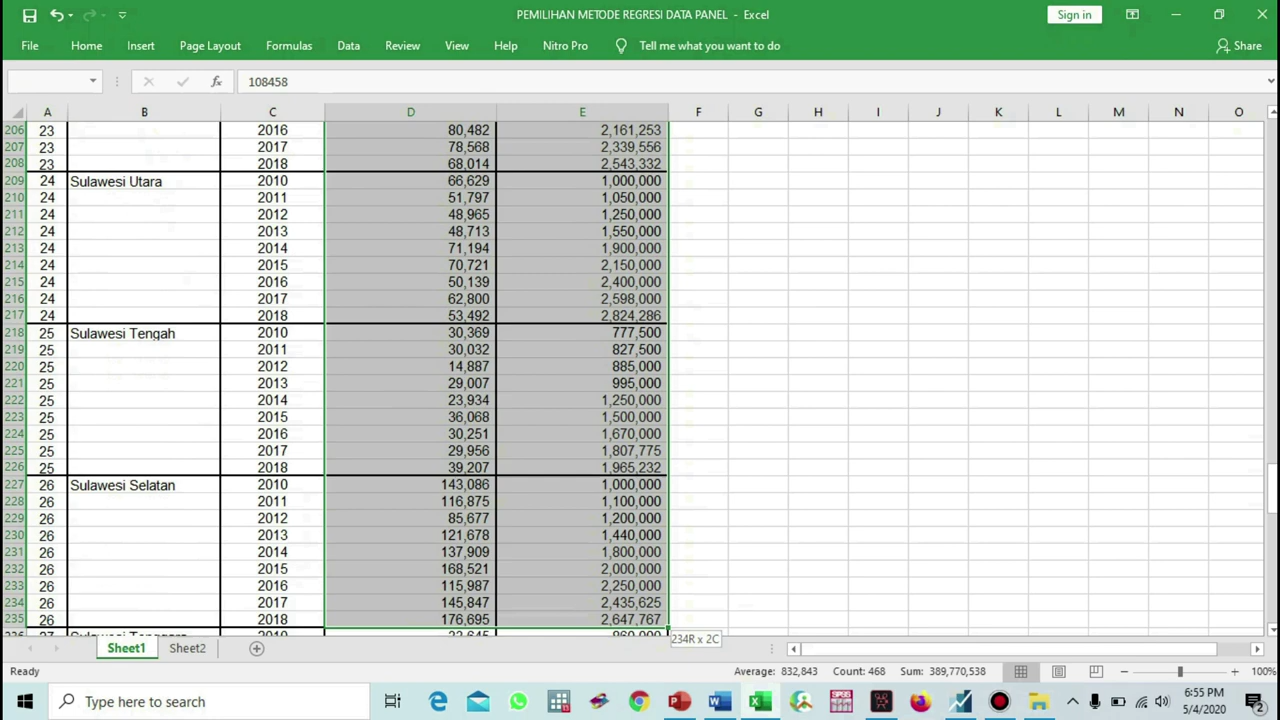 PEMILIHAN METODE REGRESI DATA PANEL - Excel
Sign in
File Home Insert Page Layout Formulas Data Review View Help Nitro Pro Tell me what you want to do Share
fx 108458
A B C D E F G H I J K L M N O
206 23 2016 80,482 2,161,253
207 23 2017 78,568 2,339,556
208 23 2018 68,014 2,543,332
209 24 Sulawesi Utara 2010 66,629 1,000,000
210 24 2011 51,797 1,050,000
211 24 2012 48,965 1,250,000
212 24 2013 48,713 1,550,000
213 24 2014 71,194 1,900,000
214 24 2015 70,721 2,150,000
215 24 2016 50,139 2,400,000
216 24 2017 62,800 2,598,000
217 24 2018 53,492 2,824,286
218 25 Sulawesi Tengah 2010 30,369 777,500
219 25 2011 30,032 827,500
220 25 2012 14,887 885,000
221 25 2013 29,007 995,000
222 25 2014 23,934 1,250,000
223 25 2015 36,068 1,500,000
224 25 2016 30,251 1,670,000
225 25 2017 29,956 1,807,775
226 25 2018 39,207 1,965,232
227 26 Sulawesi Selatan 2010 143,086 1,000,000
228 26 2011 116,875 1,100,000
229 26 2012 85,677 1,200,000
230 26 2013 121,678 1,440,000
231 26 2014 137,909 1,800,000
232 26 2015 168,521 2,000,000
233 26 2016 115,987 2,250,000
234 26 2017 145,847 2,435,625
235 26 2018 176,695 2,647,767
234R x 2C
Sheet1 Sheet2
Ready Average: 832,843 Count: 468 Sum: 389,770,538 100%
Type here to search
6:55 PM
5/4/2020